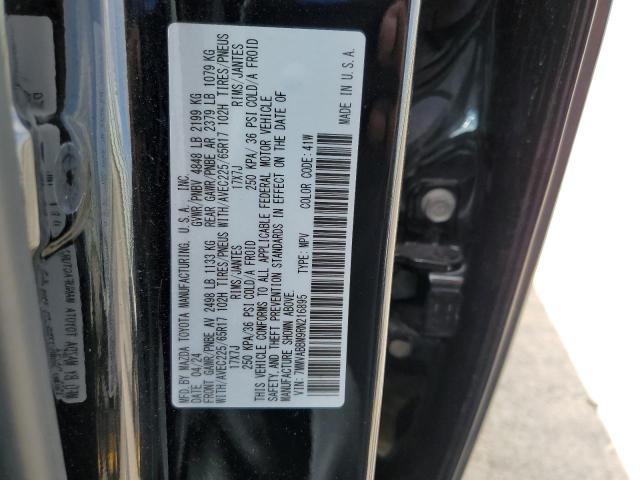 MFD. BY MAZDA TOYOTA MANUFACTURING, U.S.A., INC.
DATE: 04/24 GVWR/PNBV 4848 LB 2199 KG
FRONT GAWR/PNBE AV 2498 LB 1133 KG REAR GAWR/PNBE AR 2379 LB 1079 KG
WITH/AVEC225/65R17 102H TIRES/PNEUS WITH/AVEC225/65R17 102H TIRES/PNEUS
17X7J RIMS/JANTES 17X7J RIMS/JANTES
250 KPA/36 PSI COLD/A FROID 250 KPA/ 36 PSI COLD/A FROID
THIS VEHICLE CONFORMS TO ALL APPLICABLE FEDERAL MOTOR VEHICLE
SAFETY, AND THEFT PREVENTION STANDARDS IN EFFECT ON THE DATE OF
MANUFACTURE SHOWN ABOVE.
VIN: 7MMVABBM9RN216895 TYPE: MPV COLOR CODE: 41W
MADE IN U.S.A.